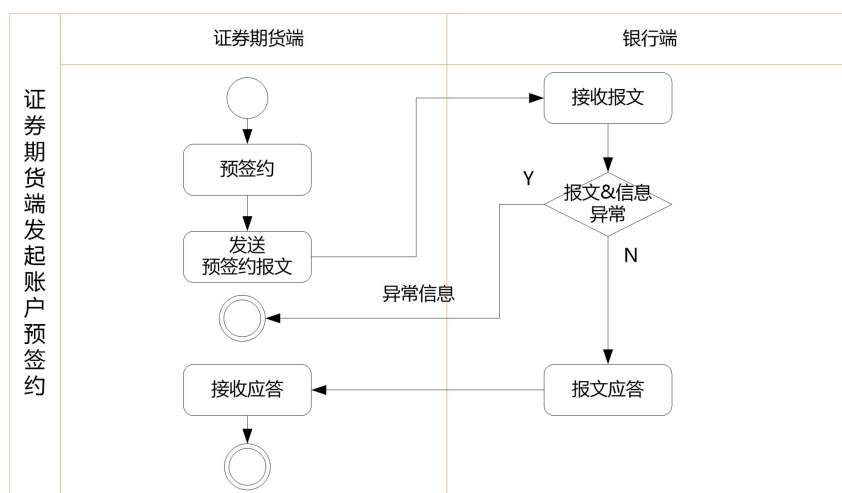 证券期货端
银行端
证券期货端发起账户预签约
接收报文
预签约
Y
报文&信息
异常
发送
预签约报文
N
异常信息
接收应答
报文应答